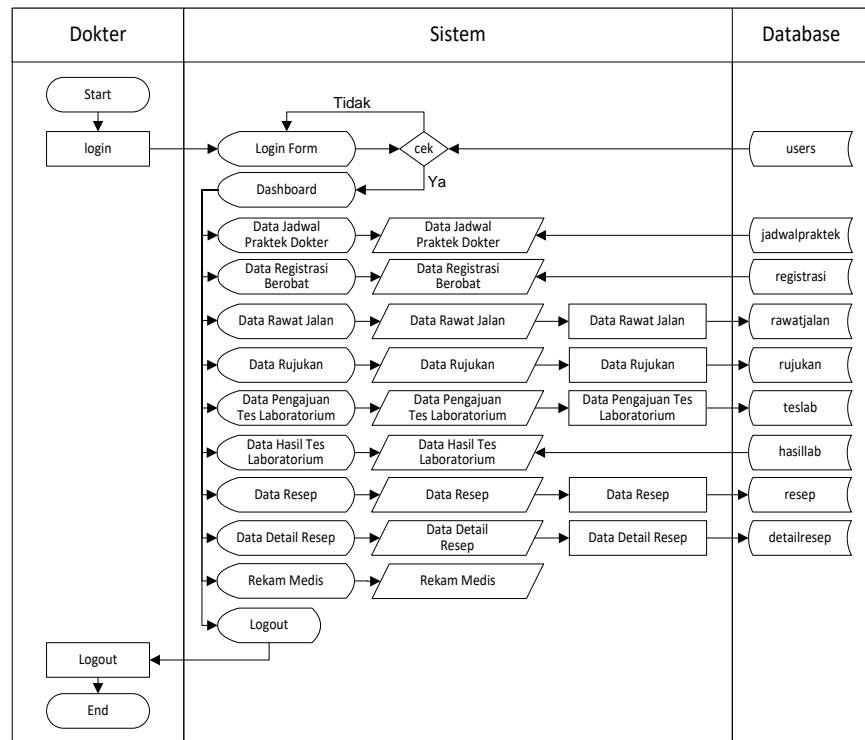 Dokter
Sistem
Database
Start
Tidak
login
Login Form
cek
users
Ya
Dashboard
Data Jadwal
Praktek Dokter
Data Jadwal
Praktek Dokter
jadwalpraktek
Data Registrasi
Berobat
Data Registrasi
Berobat
registrasi
Data Rawat Jalan
Data Rawat Jalan
Data Rawat Jalan
rawatjalan
Data Rujukan
Data Rujukan
Data Rujukan
rujukan
Data Pengajuan
Tes Laboratorium
Data Pengajuan
Tes Laboratorium
Data Pengajuan Tes
Laboratorium
teslab
Data Hasil Tes
Laboratorium
Data Hasil Tes
Laboratorium
hasillab
Data Resep
Data Resep
Data Resep
resep
Data Detail Resep
Data Detail
Resep
Data Detail Resep
detailresep
Rekam Medis
Rekam Medis
Logout
Logout
End